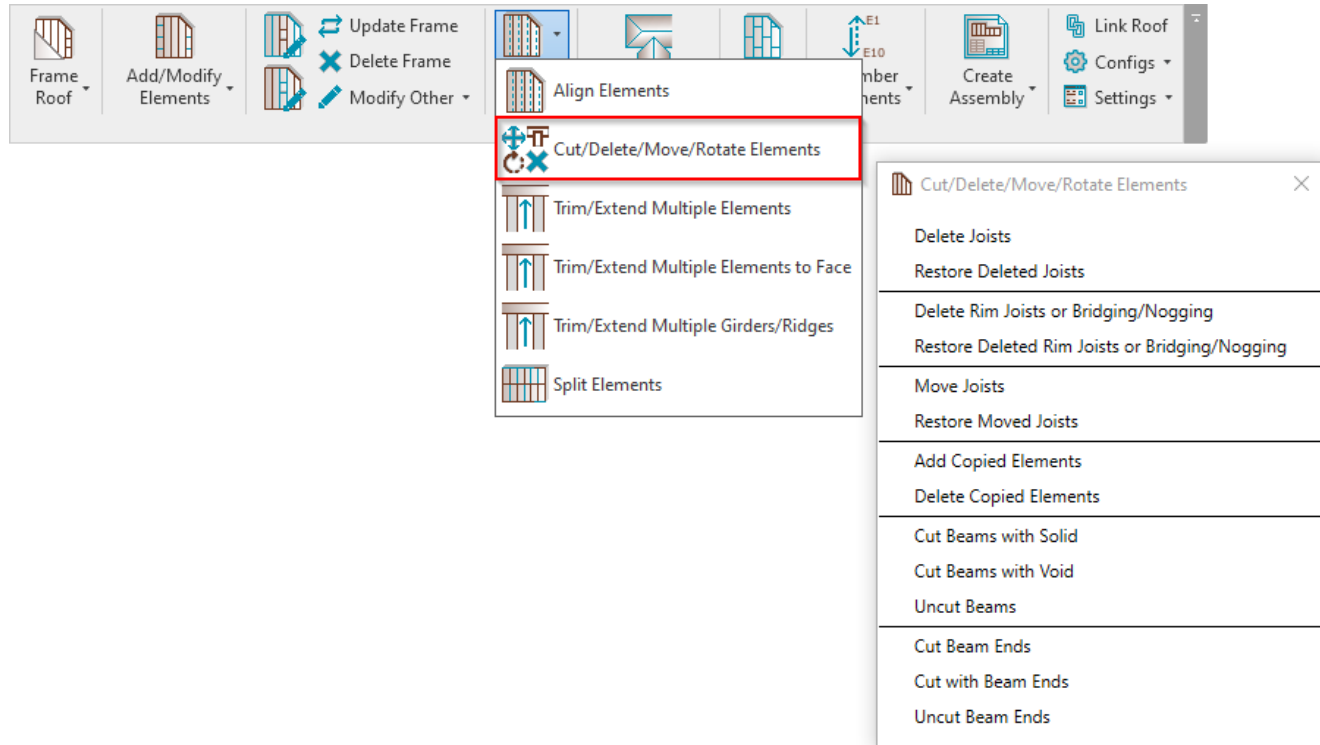 Frame
Roof
Add/Modify
Elements
Update Frame
Delete Frame
Modify Other
E1
E10
Create
Assembly
Link Roof
Configs
Settings
Align Elements
Cut/Delete/Move/Rotate Elements
Trim/Extend Multiple Elements
Trim/Extend Multiple Elements to Face
Trim/Extend Multiple Girders/Ridges
Split Elements
Cut/Delete/Move/Rotate Elements
Delete Joists
Restore Deleted Joists
Delete Rim Joists or Bridging/Nogging
Restore Deleted Rim Joists or Bridging/Nogging
Move Joists
Restore Moved Joists
Add Copied Elements
Delete Copied Elements
Cut Beams with Solid
Cut Beams with Void
Uncut Beams
Cut Beam Ends
Cut with Beam Ends
Uncut Beam Ends